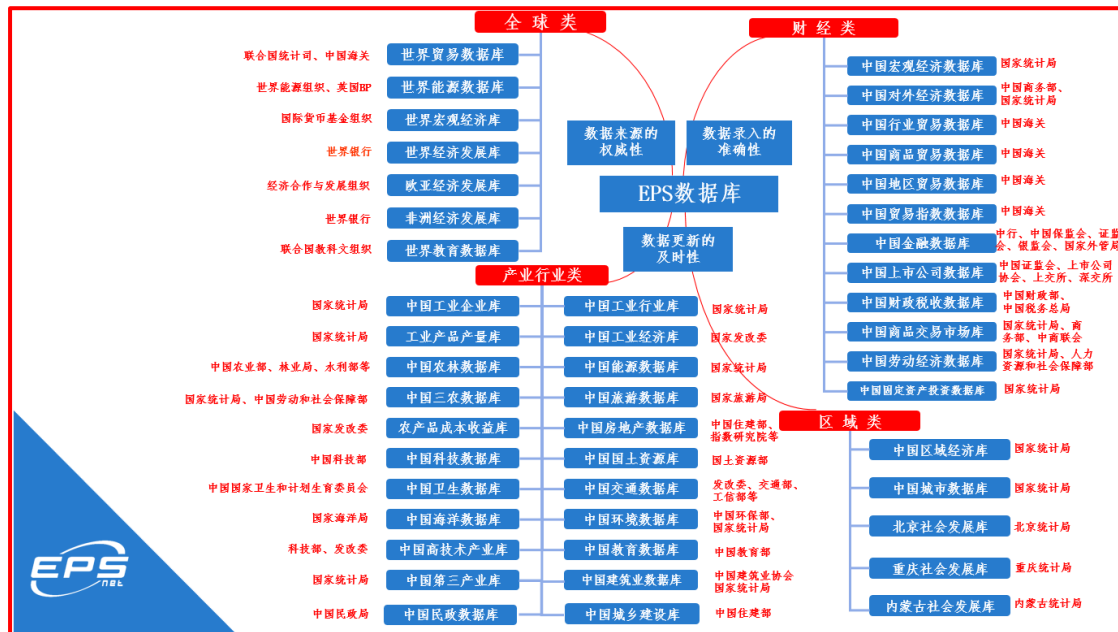 全球类
联合国统计司、中国海关
世界贸易数据库
世界能源组织、英国BP
世界能源数据库
国际货币基金组织
世界宏观经济库
世界银行
世界经济发展库
经济合作与发展组织
欧亚经济发展库
世界银行
非洲经济发展库
联合国教科文组织
世界教育数据库
数据来源的
权威性
数据录入的
准确性
EPS数据库
数据更新的
及时性
财经类
中国宏观经济数据库
国家统计局
中国对外经济数据库
中国商务部、
国家统计局
中国行业贸易数据库
中国海关
中国商品贸易数据库
中国海关
中国地区贸易数据库
中国海关
中国贸易指数数据库
中国海关
中国金融数据库
中行、中国保监会、证监
会、银监会、国家外管局
中国上市公司数据库
中国证监会、上市公司
协会、上交所、深交所
中国财政税收数据库
中国财政部、
中国税务总局
中国商品交易市场库
国家统计局、商
务部、中商联会
中国劳动经济数据库
国家统计局、人力
资源和社会保障部
中国固定资产投资数据库
国家统计局
产业行业类
国家统计局
中国工业企业库
中国工业行业库
国家统计局
国家统计局
工业产品产量库
中国工业经济库
国家发改委
中国农业部、林业局、水利部等
中国农林数据库
中国能源数据库
国家统计局
国家统计局、中国劳动和社会保障部
中国三农数据库
中国旅游数据库
国家旅游局
国家发改委
农产品成本收益库
中国房地产数据库
中国住建部、
指数研究院等
中国科技部
中国科技数据库
中国国土资源库
国土资源部
中国国家卫生和计划生育委员会
中国卫生数据库
中国交通数据库
发改委、交通部、
工信部等
国家海洋局
中国海洋数据库
中国环境数据库
中国环保部、
国家统计局
科技部、发改委
中国高技术产业库
中国教育数据库
中国教育部
国家统计局
中国第三产业库
中国建筑业数据库
中国建筑业协会
国家统计局
中国民政局
中国民政数据库
中国城乡建设库
中国住建部
区域类
中国区域经济库
国家统计局
中国城市数据库
国家统计局
北京社会发展库
北京统计局
重庆社会发展库
重庆统计局
内蒙古社会发展库
内蒙古统计局
EPS
net